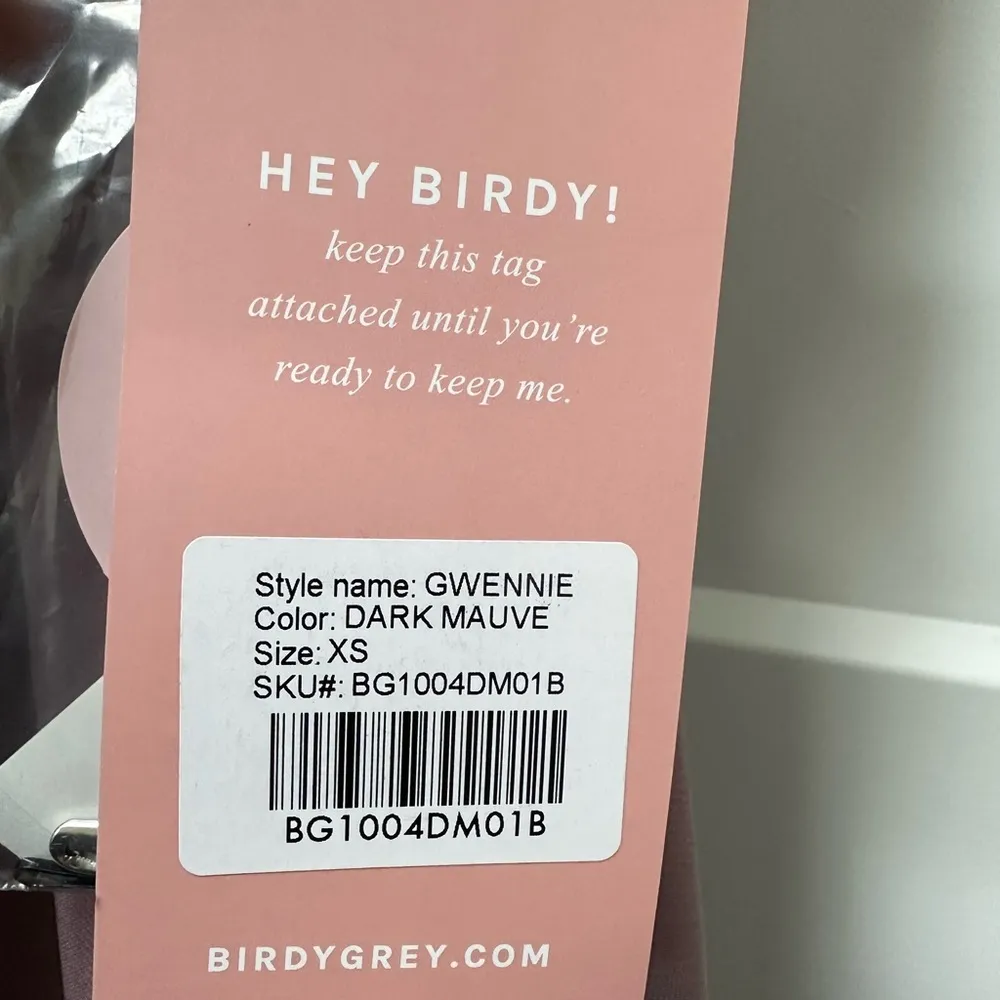 HEY BIRDY!
keep this tag
attached until you're
ready to keep me.
Style name: GWENNIE
Color: DARK MAUVE
Size: XS
SKU#: BG1004DM01B
BG1004DM01B
BIRDYGREY.COM